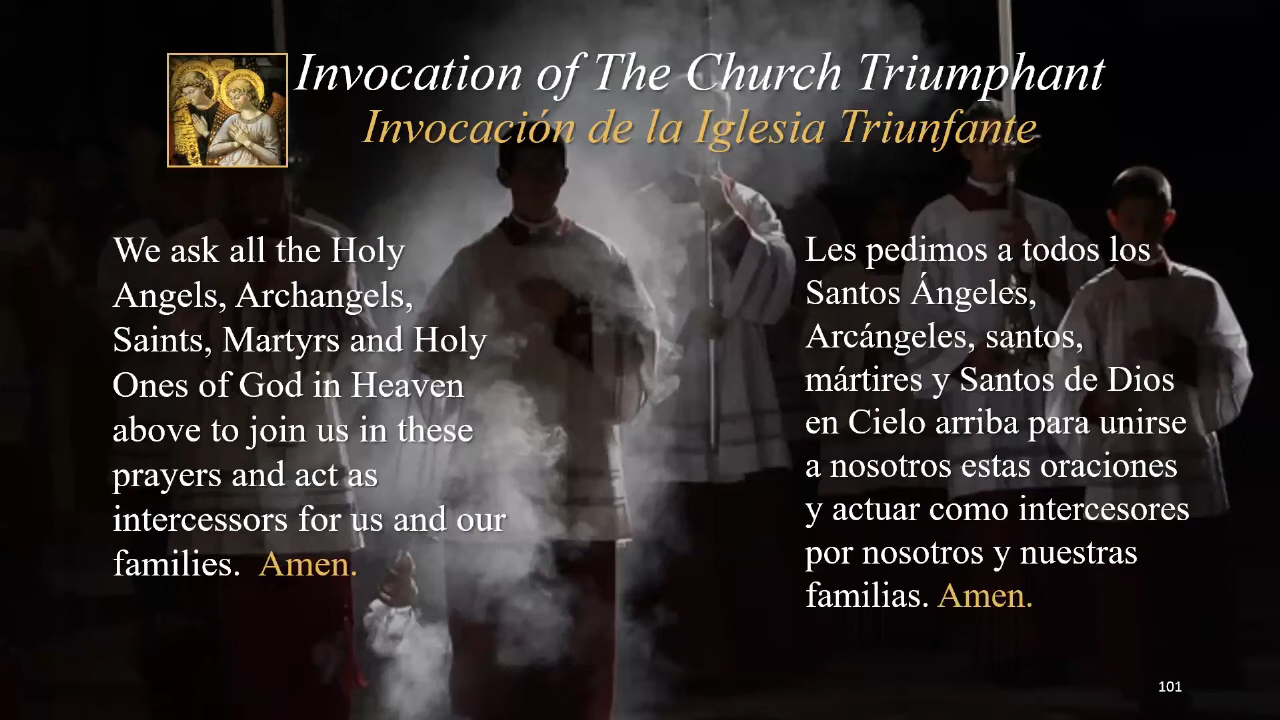 Invocation of The Church Triumphant
Invocación de la Iglesia Triunfante
We ask all the Holy
Angels, Archangels,
Saints, Martyrs and Holy
Ones of God in Heaven
above to join us in these
prayers and act as
intercessors for us and our
families.  Amen.
Les pedimos a todos los
Santos Ángeles,
Arcángeles, santos,
mártires y Santos de Dios
en Cielo arriba para unirse
a nosotros estas oraciones
y actuar como intercesores
por nosotros y nuestras
familias. Amen.
101